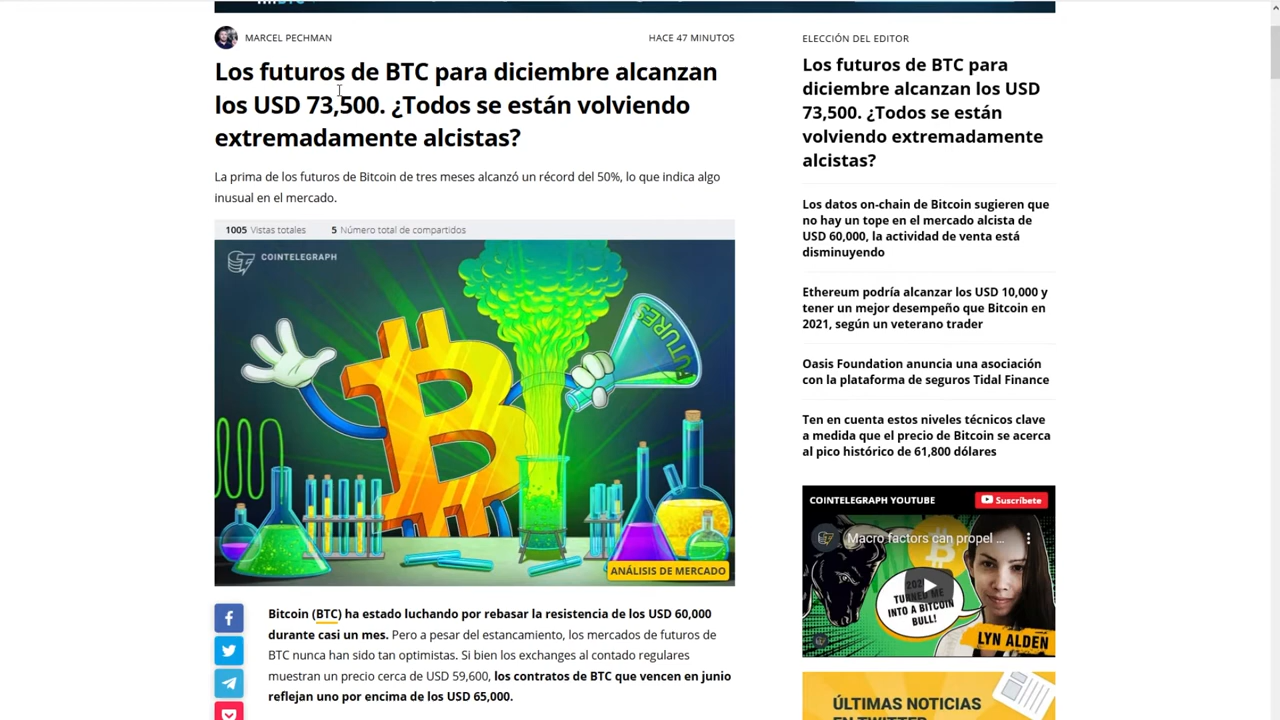 MARCEL PECHMAN
HACE 47 MINUTOS
Los futuros de BTC para diciembre alcanzan
los USD 73,500. ¿Todos se están volviendo
extremadamente alcistas?
La prima de los futuros de Bitcoin de tres meses alcanzó un récord del 50%, lo que indica algo
inusual en el mercado.
1005 Vistas totales
5 Número total de compartidos
COINTELEGRAPH
FUTURES
ANÁLISIS DE MERCADO
Bitcoin (BTC) ha estado luchando por rebasar la resistencia de los USD 60,000
durante casi un mes. Pero a pesar del estancamiento, los mercados de futuros de
BTC nunca han sido tan optimistas. Si bien los exchanges al contado regulares
muestran un precio cerca de USD 59,600, los contratos de BTC que vencen en junio
reflejan uno por encima de los USD 65,000.
ELECCIÓN DEL EDITOR
Los futuros de BTC para
diciembre alcanzan los USD
73,500. ¿Todos se están
volviendo extremadamente
alcistas?
Los datos on-chain de Bitcoin sugieren que
no hay un tope en el mercado alcista de
USD 60,000, la actividad de venta está
disminuyendo
Ethereum podría alcanzar los USD 10,000 y
tener un mejor desempeño que Bitcoin en
2021, según un veterano trader
Oasis Foundation anuncia una asociación
con la plataforma de seguros Tidal Finance
Ten en cuenta estos niveles técnicos clave
a medida que el precio de Bitcoin se acerca
al pico histórico de 61,800 dólares
COINTELEGRAPH YOUTUBE
Suscríbete
Macro factors can propel ...
TURNED ME
INTO A BITCOIN
BULL!
LYN ALDEN
ÚLTIMAS NOTICIAS
EN TWITTER